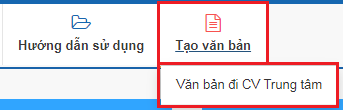 Hướng dẫn sử dụng
Tạo văn bản
Văn bản đi CV Trung tâm